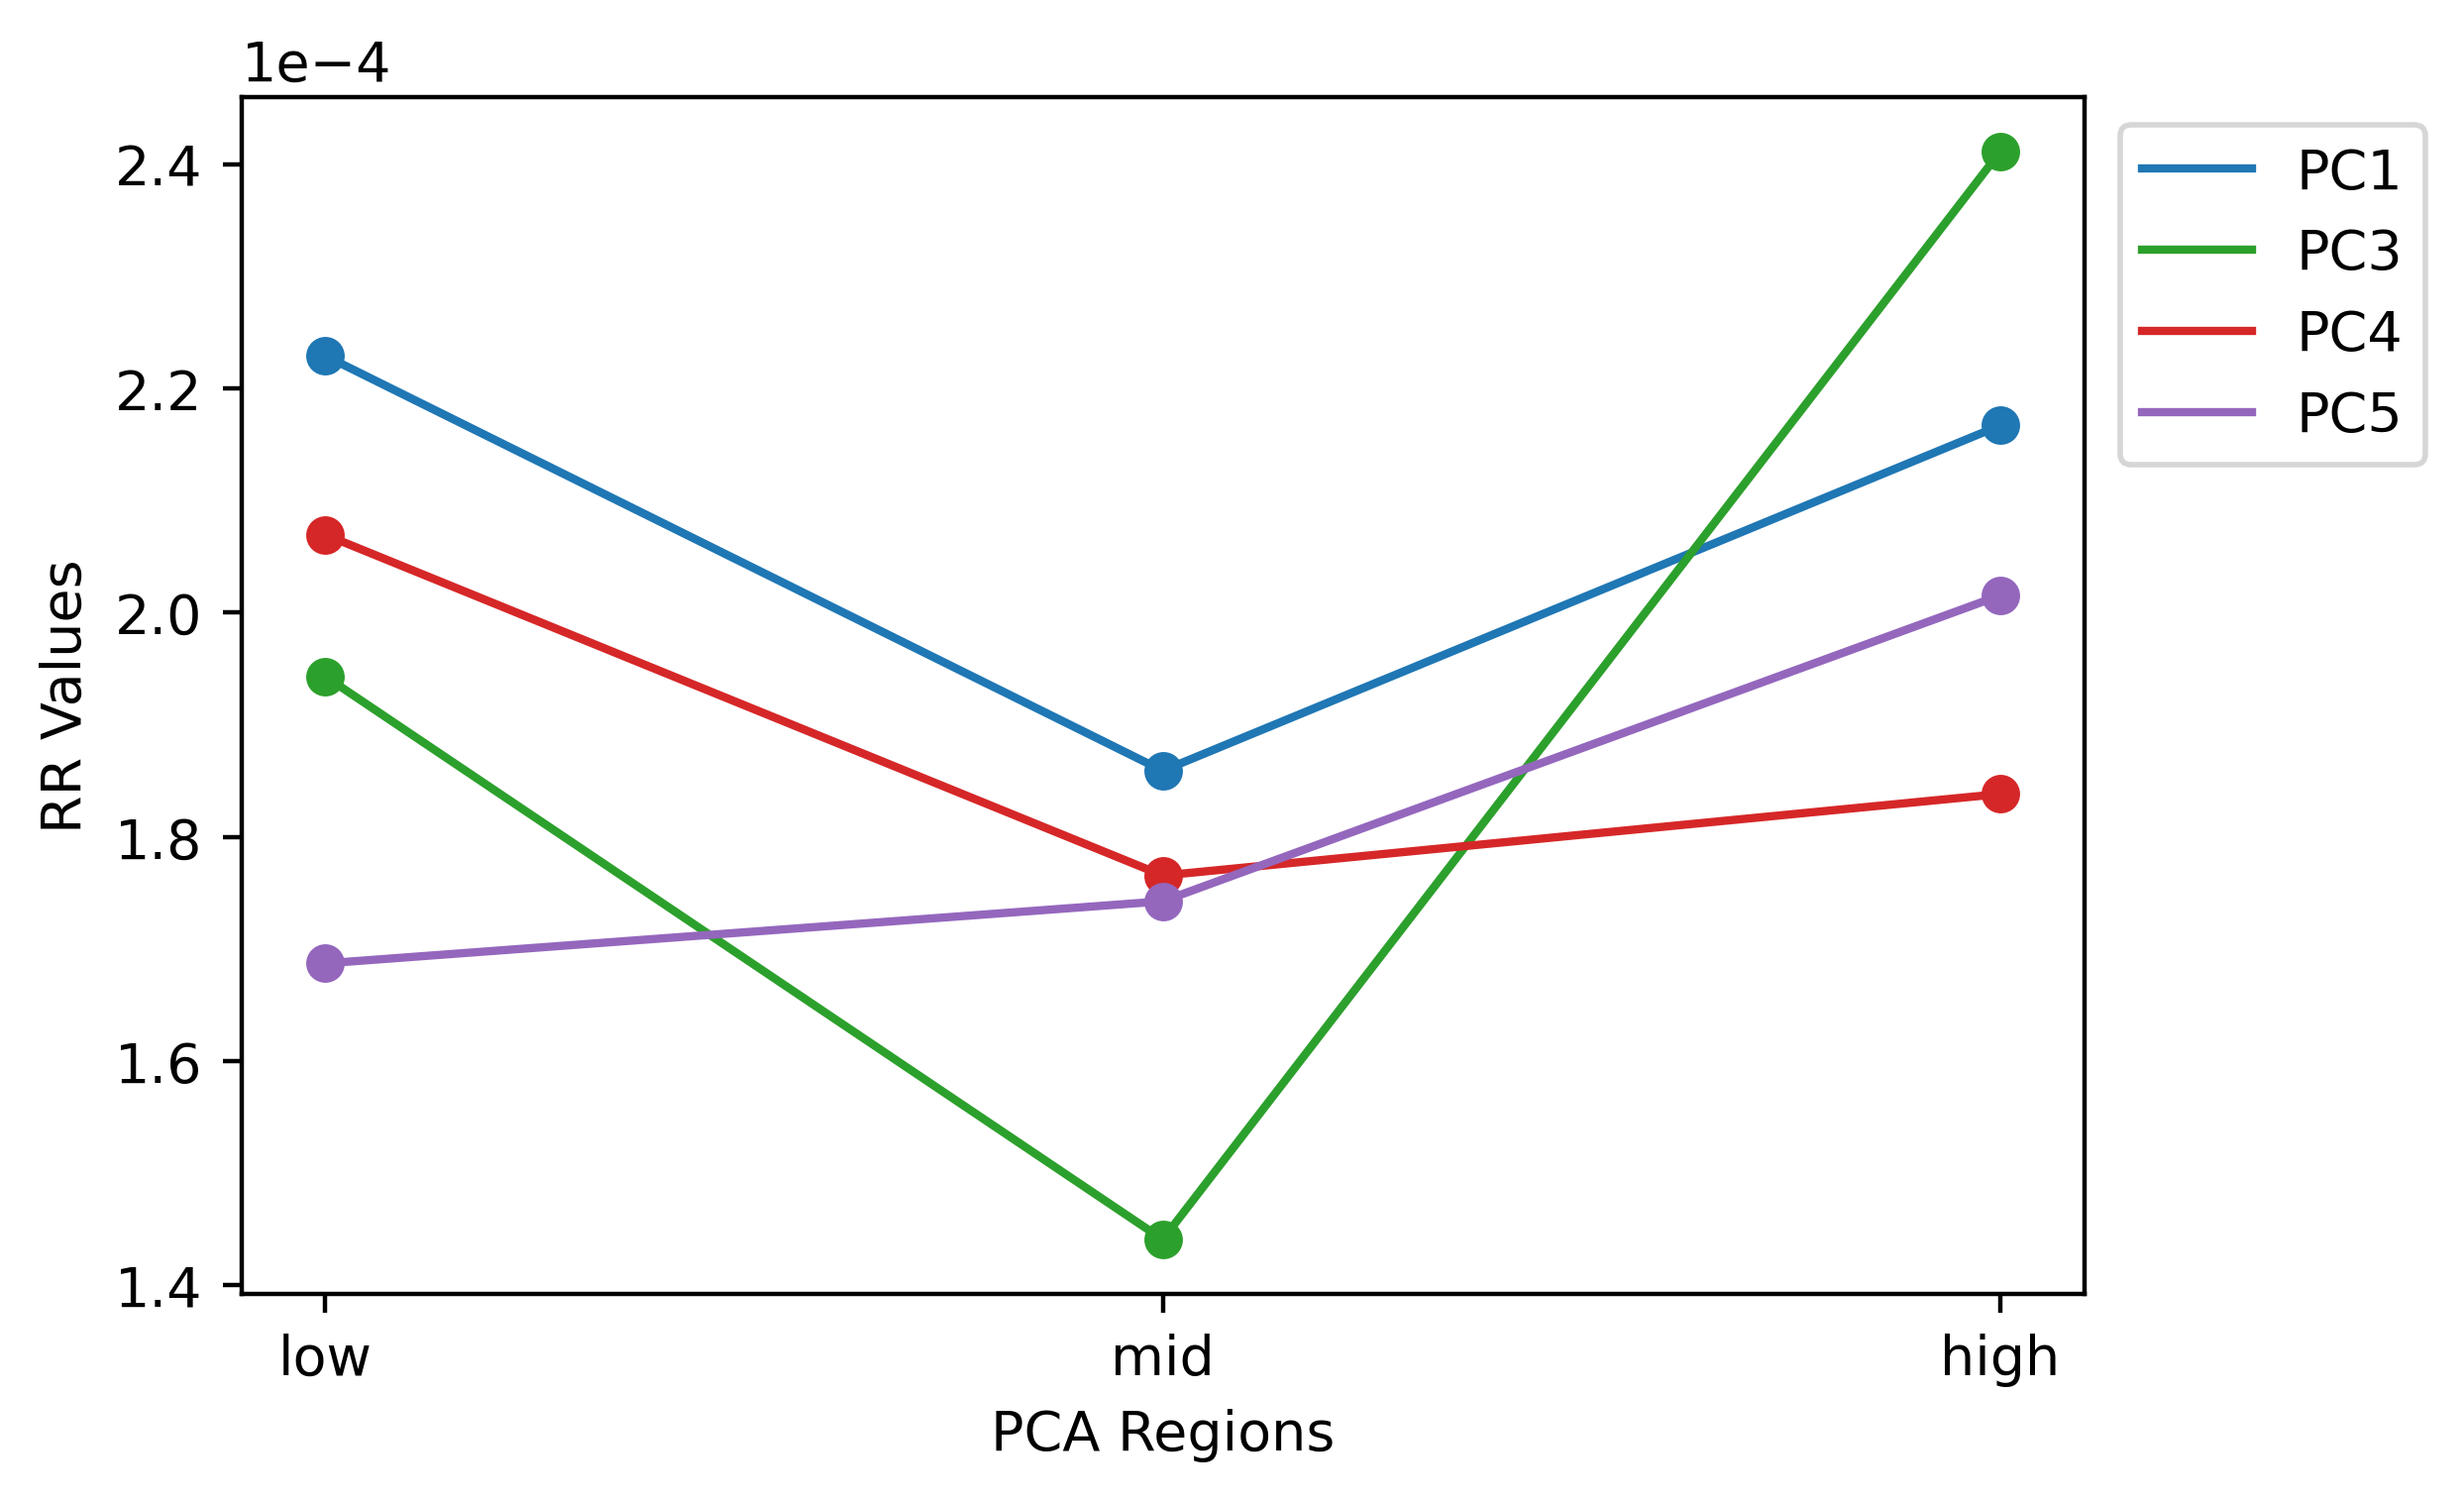 1e−4
2.4
2.2
2.0
1.8
1.6
1.4
RR Values
low
mid
high
PCA Regions
PC1
PC3
PC4
PC5